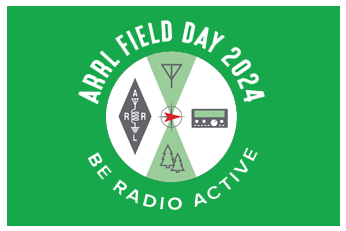 ARRL FIELD DAY 2024
A
R R
L
BE RADIO ACTIVE